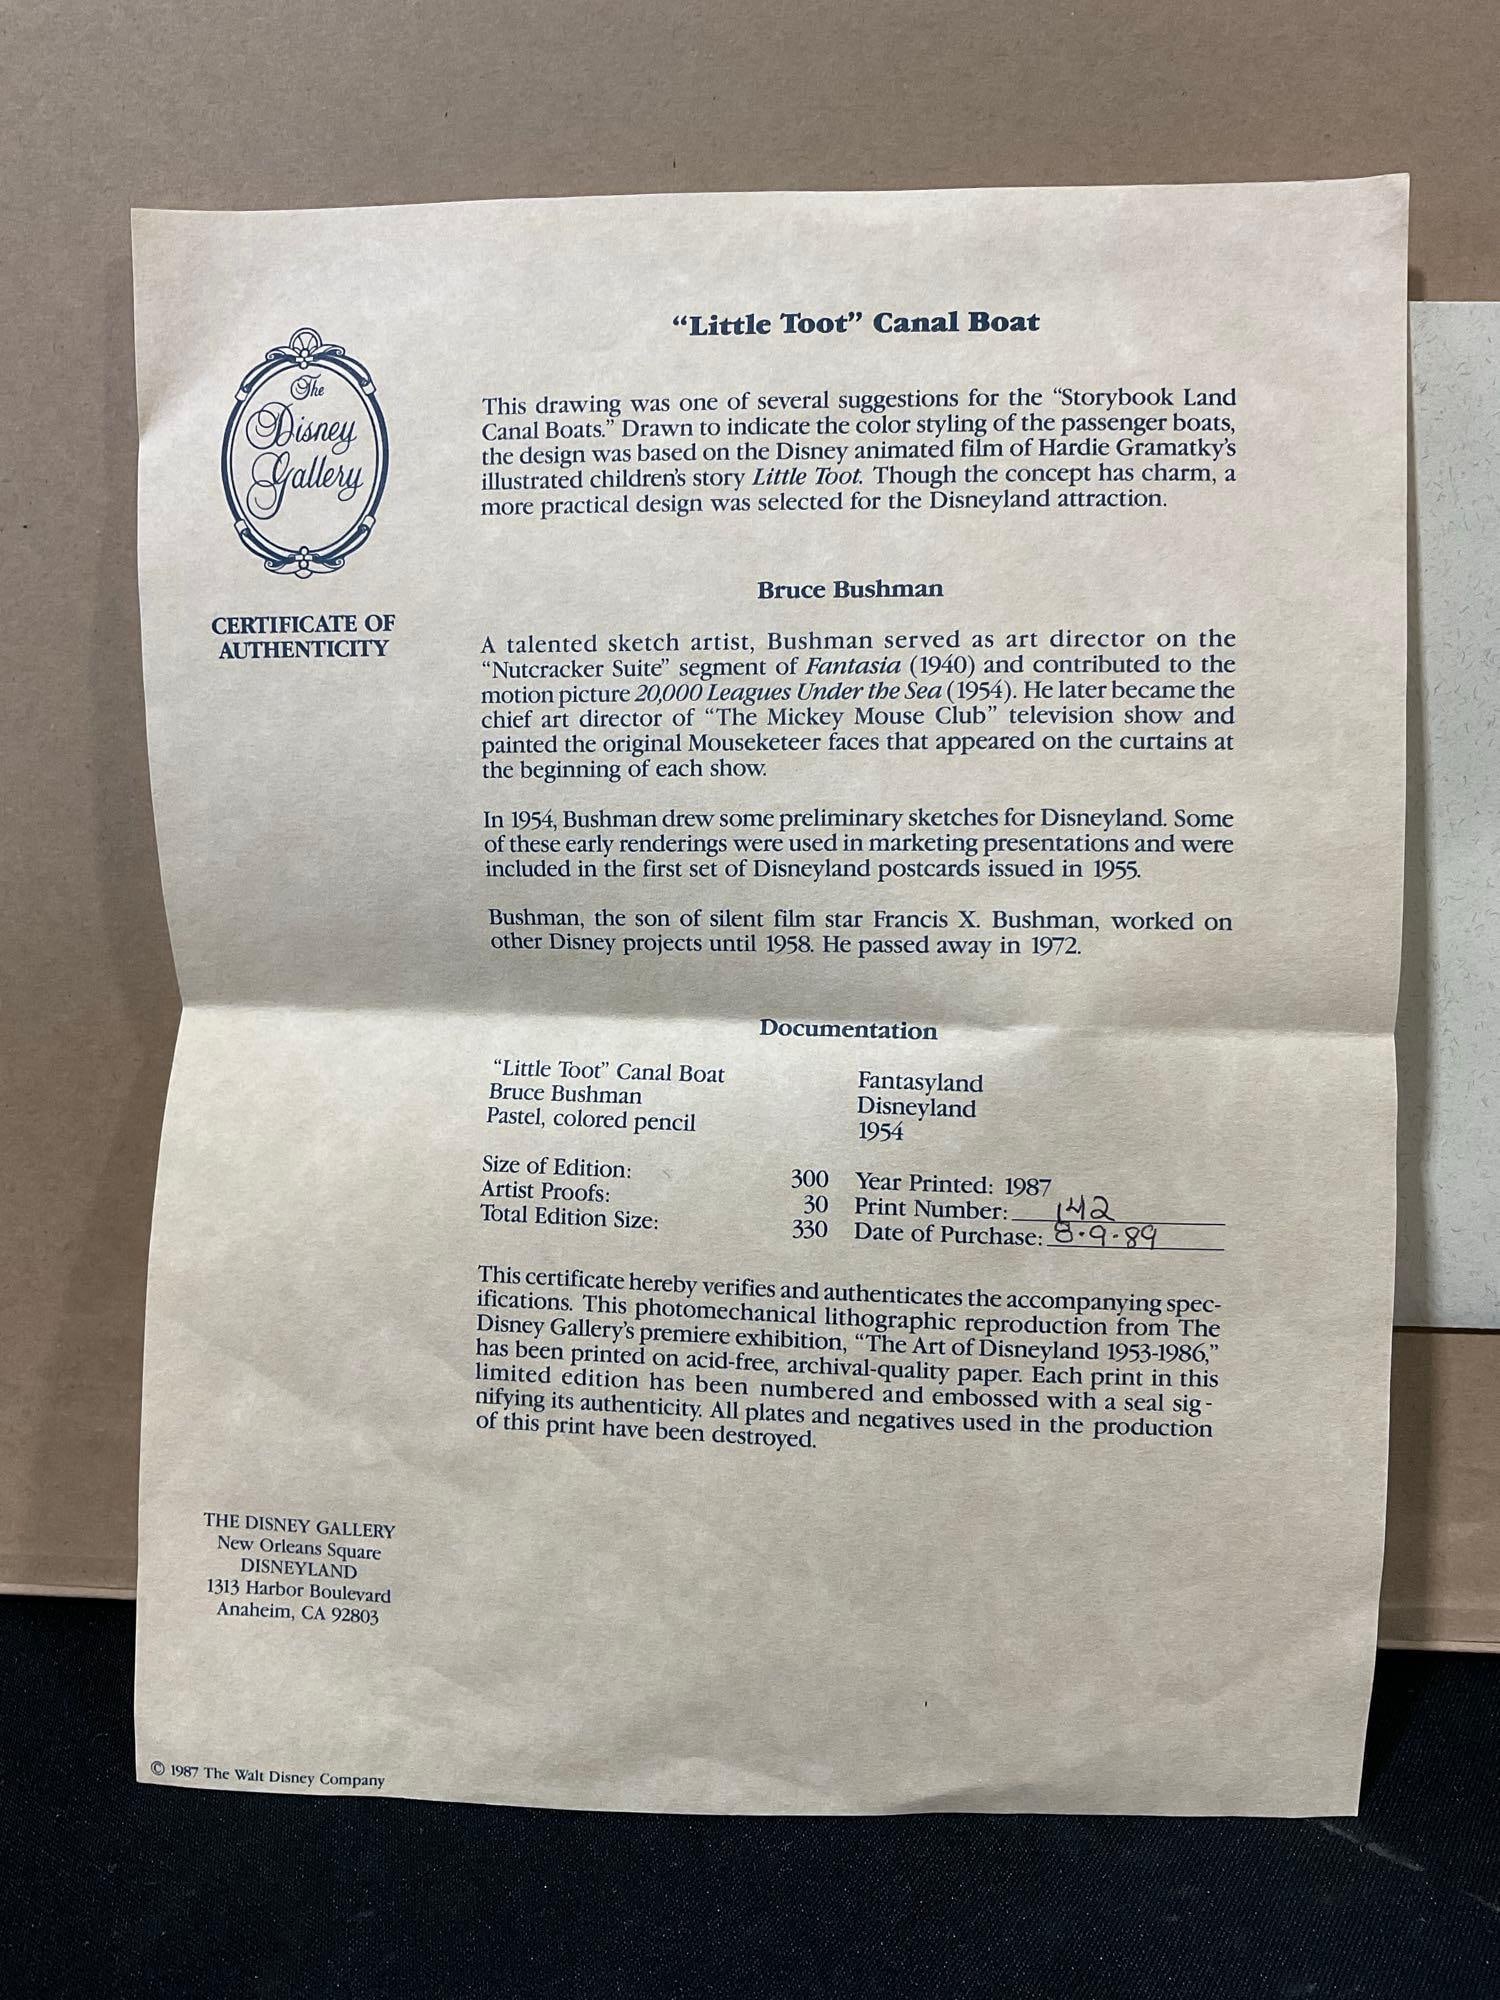 The
Disney
Gallery
CERTIFICATE OF
AUTHENTICITY
“Little Toot” Canal Boat
This drawing was one of several suggestions for the “Storybook Land
Canal Boats.” Drawn to indicate the color styling of the passenger boats,
the design was based on the Disney animated film of Hardie Gramatky’s
illustrated children’s story Little Toot. Though the concept has charm, a
more practical design was selected for the Disneyland attraction.
Bruce Bushman
A talented sketch artist, Bushman served as art director on the
“Nutcracker Suite” segment of Fantasia (1940) and contributed to the
motion picture 20,000 Leagues Under the Sea (1954). He later became the
chief art director of “The Mickey Mouse Club” television show and
painted the original Mouseketeer faces that appeared on the curtains at
the beginning of each show.
In 1954, Bushman drew some preliminary sketches for Disneyland. Some
of these early renderings were used in marketing presentations and were
included in the first set of Disneyland postcards issued in 1955.
Bushman, the son of silent film star Francis X. Bushman, worked on
other Disney projects until 1958. He passed away in 1972.
Documentation
“Little Toot” Canal Boat
Bruce Bushman
Pastel, colored pencil
Fantasyland
Disneyland
1954
Size of Edition: 300
Artist Proofs: 30
Total Edition Size: 330
Year Printed: 1987
Print Number: 142
Date of Purchase: 8·9·89
This certificate hereby verifies and authenticates the accompanying spec-
ifications. This photomechanical lithographic reproduction from The
Disney Gallery’s premiere exhibition, “The Art of Disneyland 1953-1986,”
has been printed on acid-free, archival-quality paper. Each print in this
limited edition has been numbered and embossed with a seal sig-
nifying its authenticity. All plates and negatives used in the production
of this print have been destroyed.
THE DISNEY GALLERY
New Orleans Square
DISNEYLAND
1313 Harbor Boulevard
Anaheim, CA 92803
© 1987 The Walt Disney Company